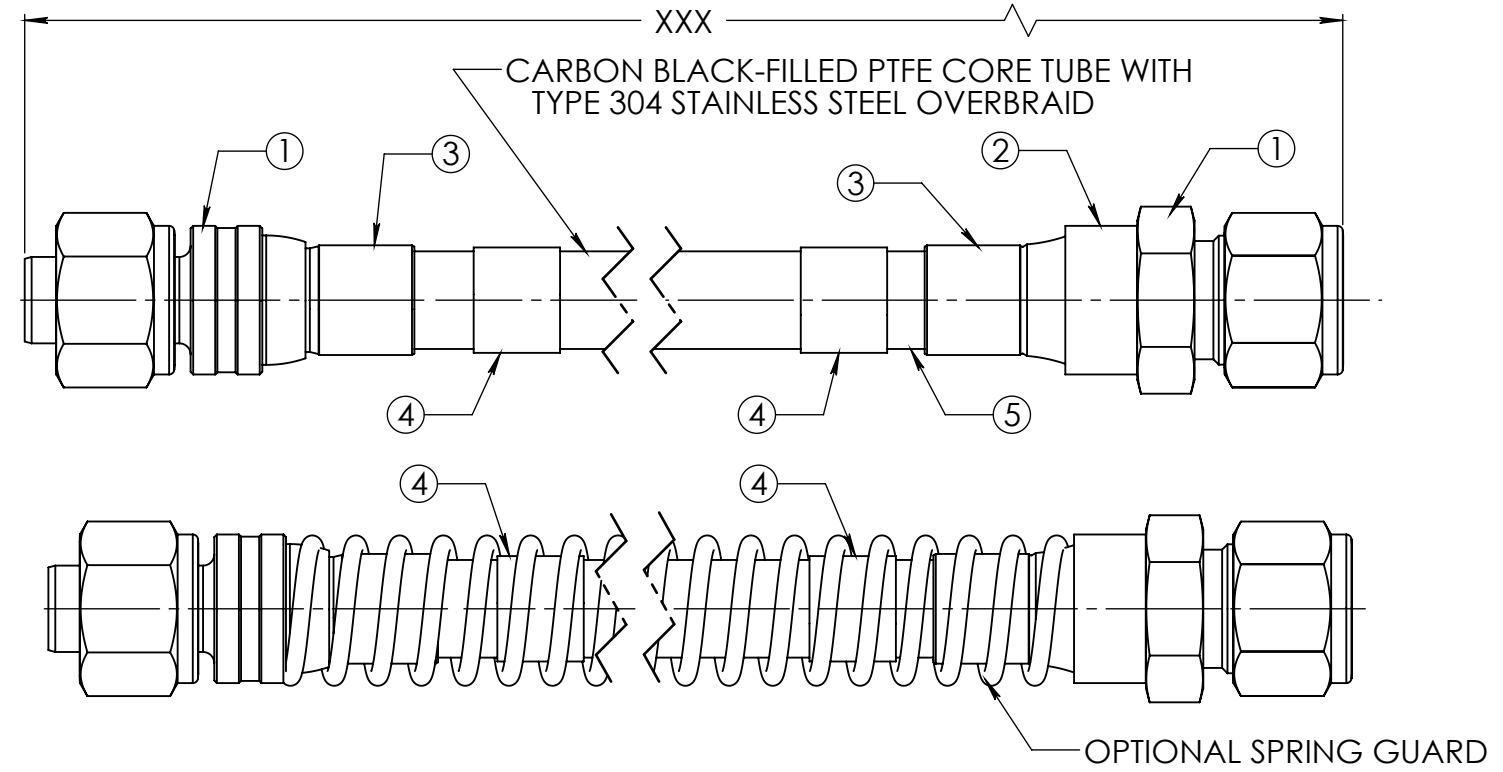 XXX
CARBON BLACK-FILLED PTFE CORE TUBE WITH
TYPE 304 STAINLESS STEEL OVERBRAID
1
3
3
2
1
4
4
5
4
4
OPTIONAL SPRING GUARD